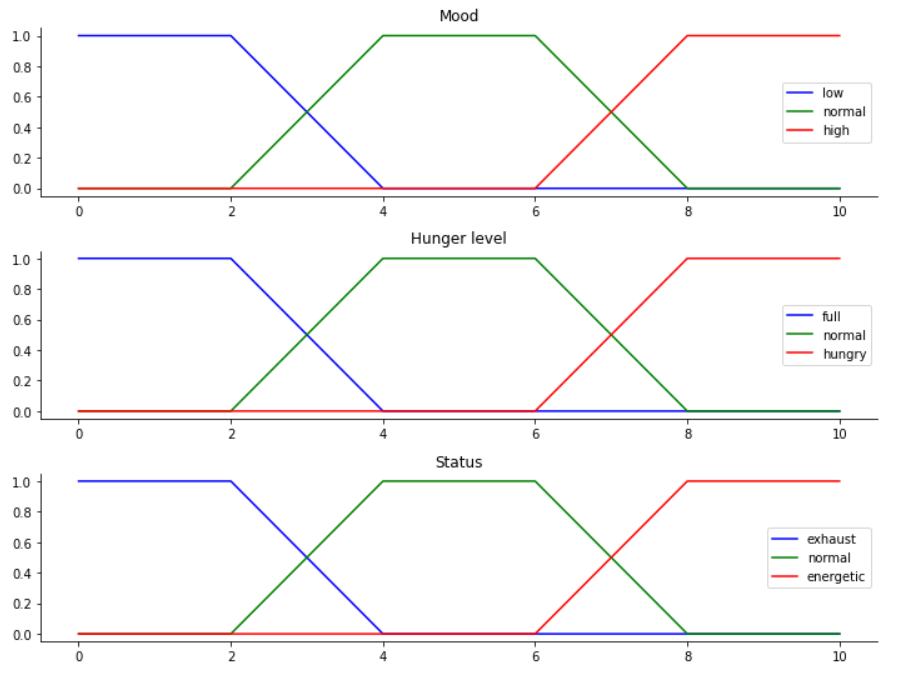 Mood
1.0
0.8
0.6
0.4
0.2
0.0
low
normal
high
0 2 4 6 8 10
Hunger level
1.0
0.8
0.6
0.4
0.2
0.0
full
normal
hungry
0 2 4 6 8 10
Status
1.0
0.8
0.6
0.4
0.2
0.0
exhaust
normal
energetic
0 2 4 6 8 10